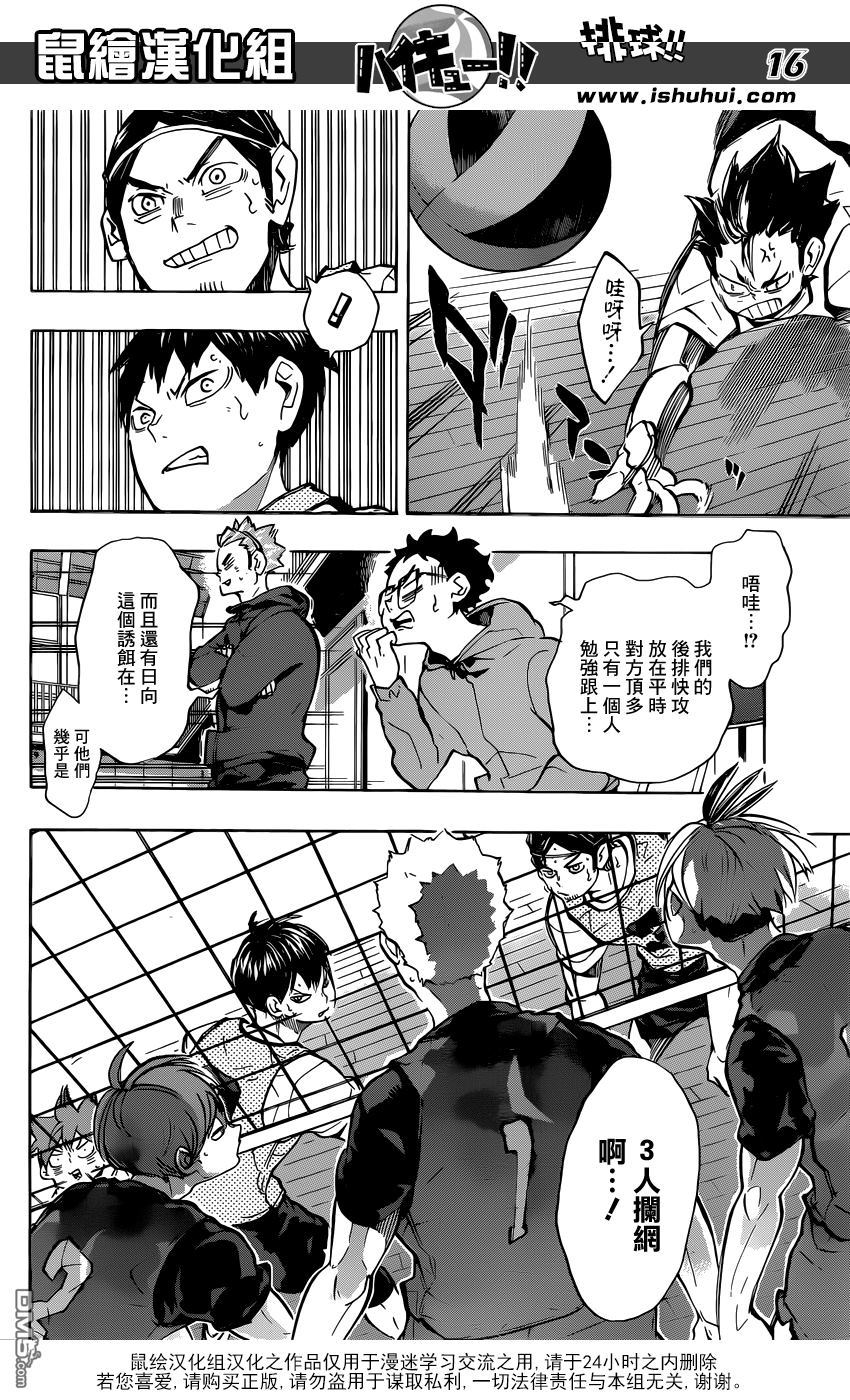 鼠繪漢化組
ハイキュー!!
排球!!
16
www.ishuhui.com
哇呀呀…!
!
唔哇…!?
我們的
後排快攻
放在平時
對方頂多
只有一個人
勉強跟上…
而且還有日向
這個誘餌在…
可他們
幾乎是
3人攔網
啊…!
1
2
DM5.com
鼠绘汉化组汉化之作品仅用于漫迷学习交流之用, 请于24小时之内删除
若您喜爱, 请购买正版, 请勿盗用于谋取私利, 一切法律责任与本组无关, 谢谢。